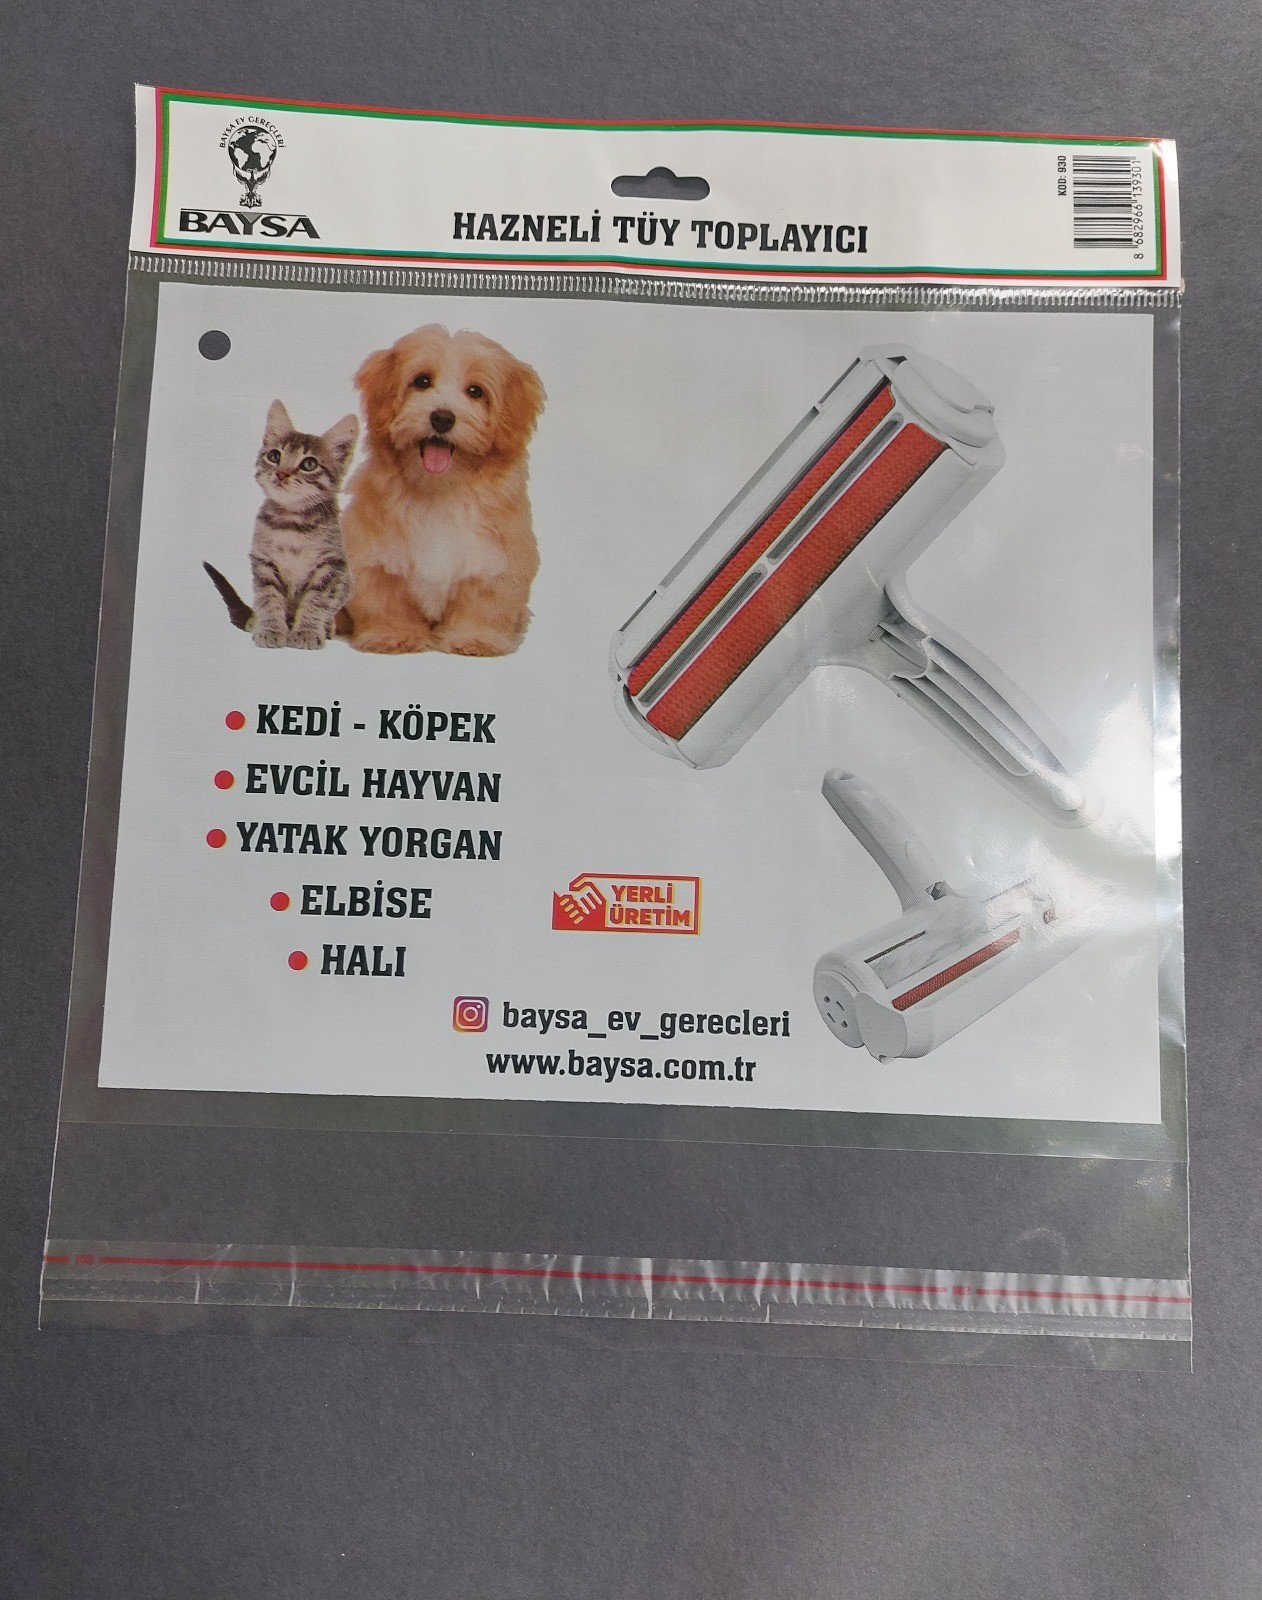 BAYSA EV GEREÇLERİ
BAYSA
HAZNELİ TÜY TOPLAYICI
KOD: 930
8 682966 139301
KEDİ - KÖPEK
EVCİL HAYVAN
YATAK YORGAN
ELBİSE
HALI
YERLİ
ÜRETİM
baysa_ev_gerecleri
www.baysa.com.tr